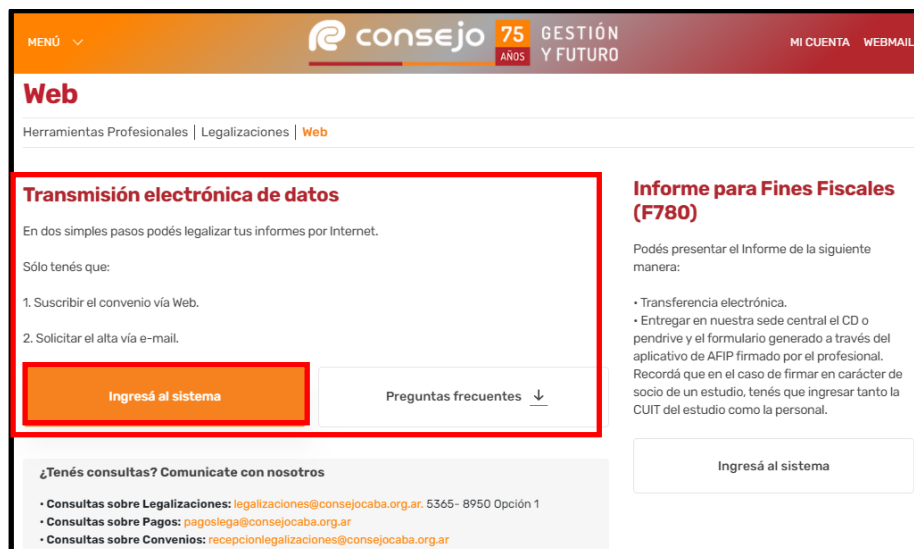 MENÚ
consejo 75 AÑOS GESTIÓN Y FUTURO
MI CUENTA WEBMAIL
Web
Herramientas Profesionales | Legalizaciones | Web
Transmisión electrónica de datos
En dos simples pasos podés legalizar tus informes por Internet.
Sólo tenés que:
1. Suscribir el convenio vía Web.
2. Solicitar el alta vía e-mail.
Ingresá al sistema
Preguntas frecuentes
¿Tenés consultas? Comunicate con nosotros
• Consultas sobre Legalizaciones: legalizaciones@consejocaba.org.ar. 5365- 8950 Opción 1
• Consultas sobre Pagos: pagoslega@consejocaba.org.ar
• Consultas sobre Convenios: recepcionlegalizaciones@consejocaba.org.ar
Informe para Fines Fiscales
(F780)
Podés presentar el Informe de la siguiente
manera:
• Transferencia electrónica.
• Entregar en nuestra sede central el CD o
pendrive y el formulario generado a través del
aplicativo de AFIP firmado por el profesional.
Recordá que en el caso de firmar en carácter de
socio de un estudio, tenés que ingresar tanto la
CUIT del estudio como la personal.
Ingresá al sistema